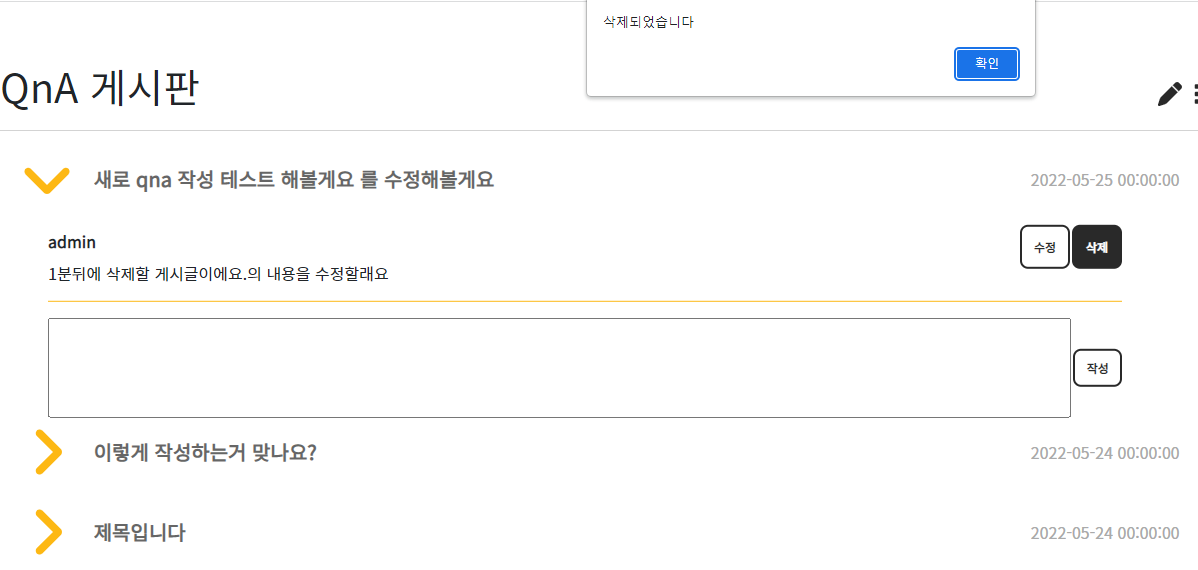 삭제되었습니다
확인
QnA 게시판
새로 qna 작성 테스트 해볼게요 를 수정해볼게요
2022-05-25 00:00:00
admin
수정
삭제
1분뒤에 삭제할 게시글이에요.의 내용을 수정할래요
작성
이렇게 작성하는거 맞나요?
2022-05-24 00:00:00
제목입니다
2022-05-24 00:00:00